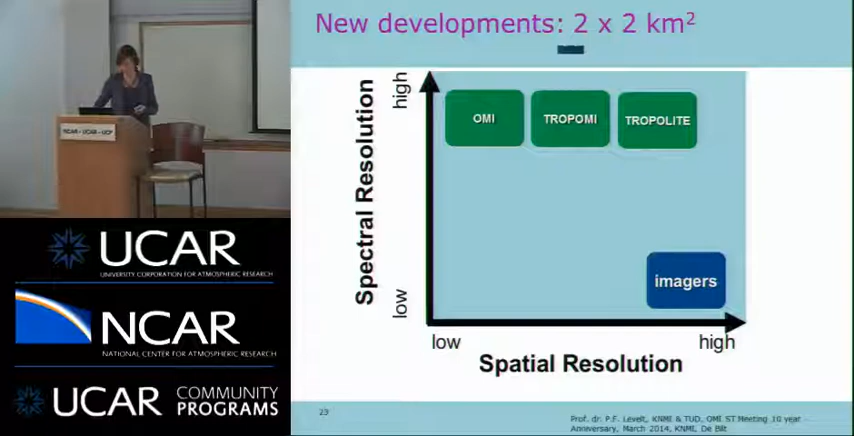 New developments: 2 x 2 km²
Spectral Resolution
high
low
OMI
TROPOMI
TROPOLITE
imagers
low
high
Spatial Resolution
23
Prof. dr. P.F. Levelt, KNMI & TUD, OMI ST Meeting 10 year -
Anniversary, March 2014, KNMI, De Bilt
NCAR - UCAR - UCP
UCAR
UNIVERSITY CORPORATION FOR ATMOSPHERIC RESEARCH
NCAR
NATIONAL CENTER FOR ATMOSPHERIC RESEARCH
UCAR
COMMUNITY
PROGRAMS